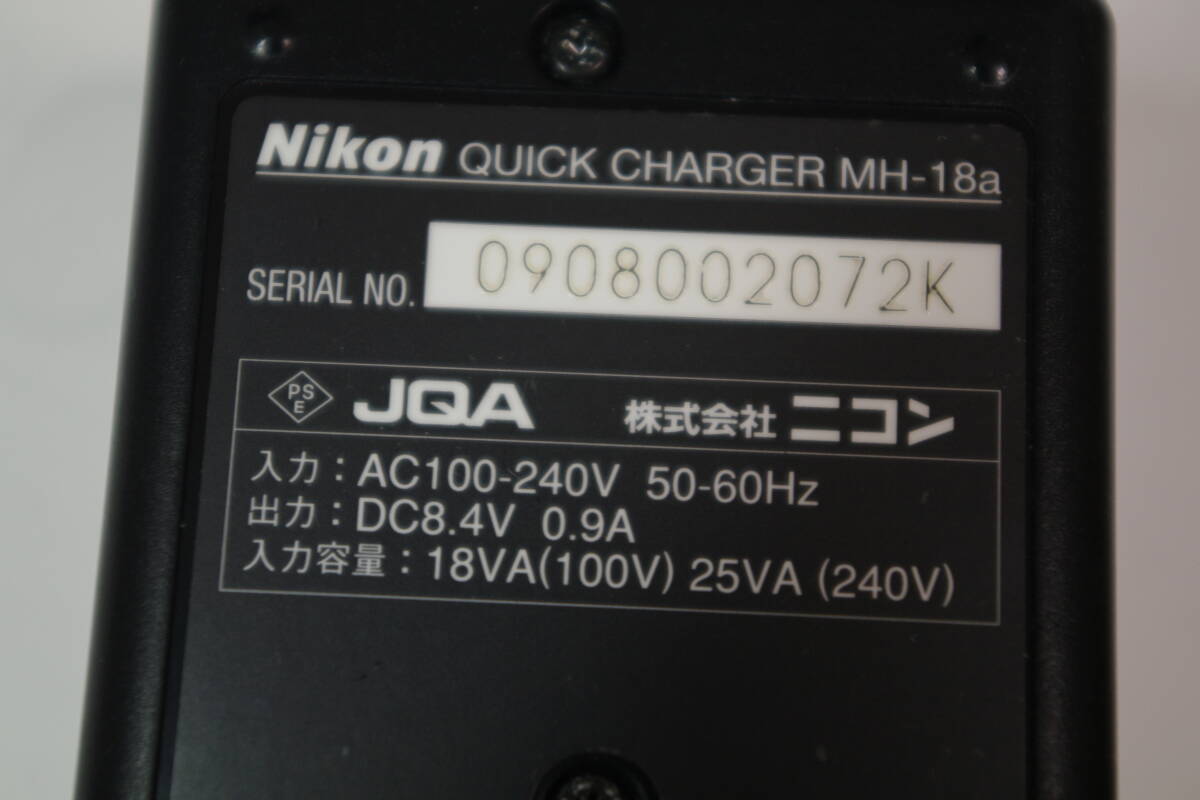 Nikon QUICK CHARGER MH-18a
SERIAL NO. 0908002072K
PSE JQA 株式会社 ニコン
入力：AC100-240V 50-60Hz
出力：DC8.4V 0.9A
入力容量：18VA(100V) 25VA (240V)